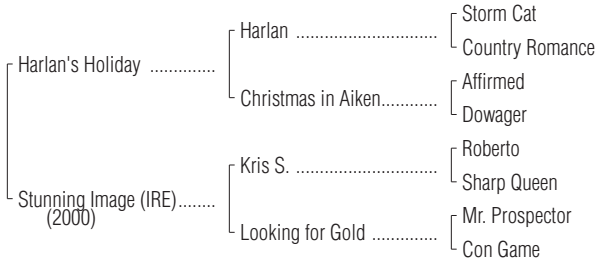 Storm Cat
Harlan ..............................
Country Romance
Harlan's Holiday ..............
Affirmed
Christmas in Aiken............
Dowager
Roberto
Kris S. ..............................
Sharp Queen
Stunning Image (IRE)........
(2000)
Mr. Prospector
Looking for Gold ..............
Con Game